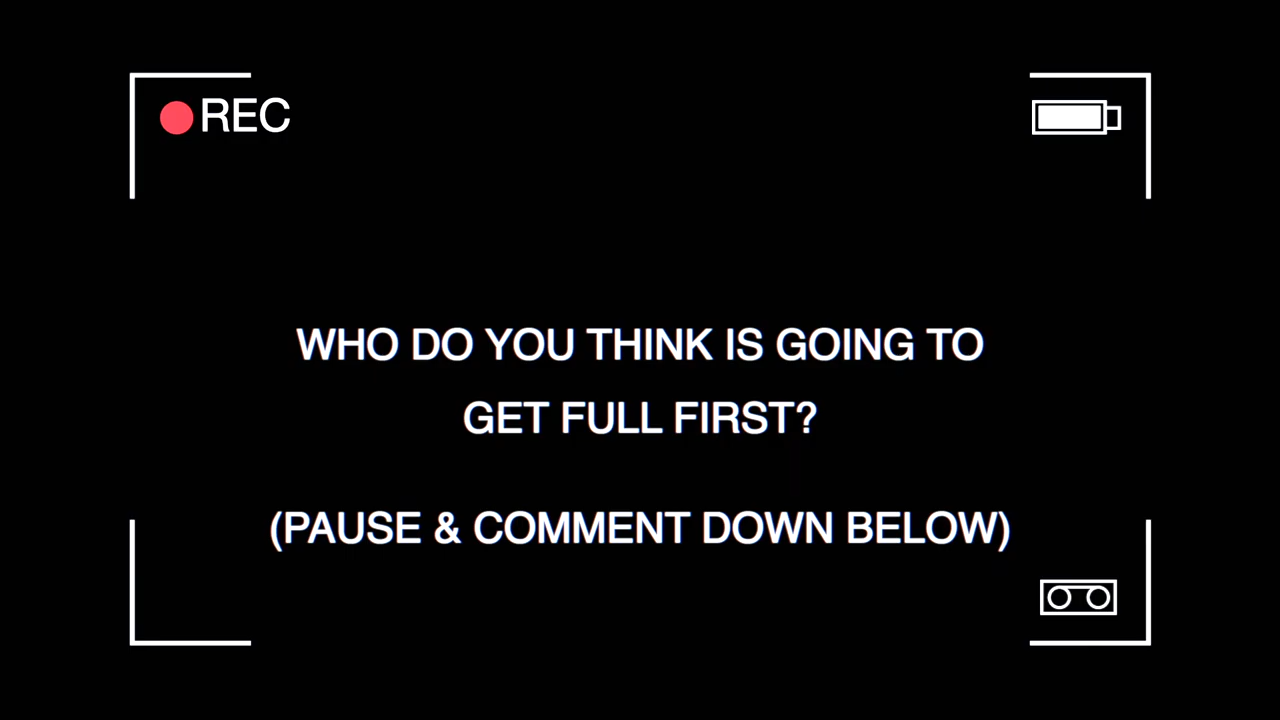 REC
WHO DO YOU THINK IS GOING TO
GET FULL FIRST?
(PAUSE & COMMENT DOWN BELOW)